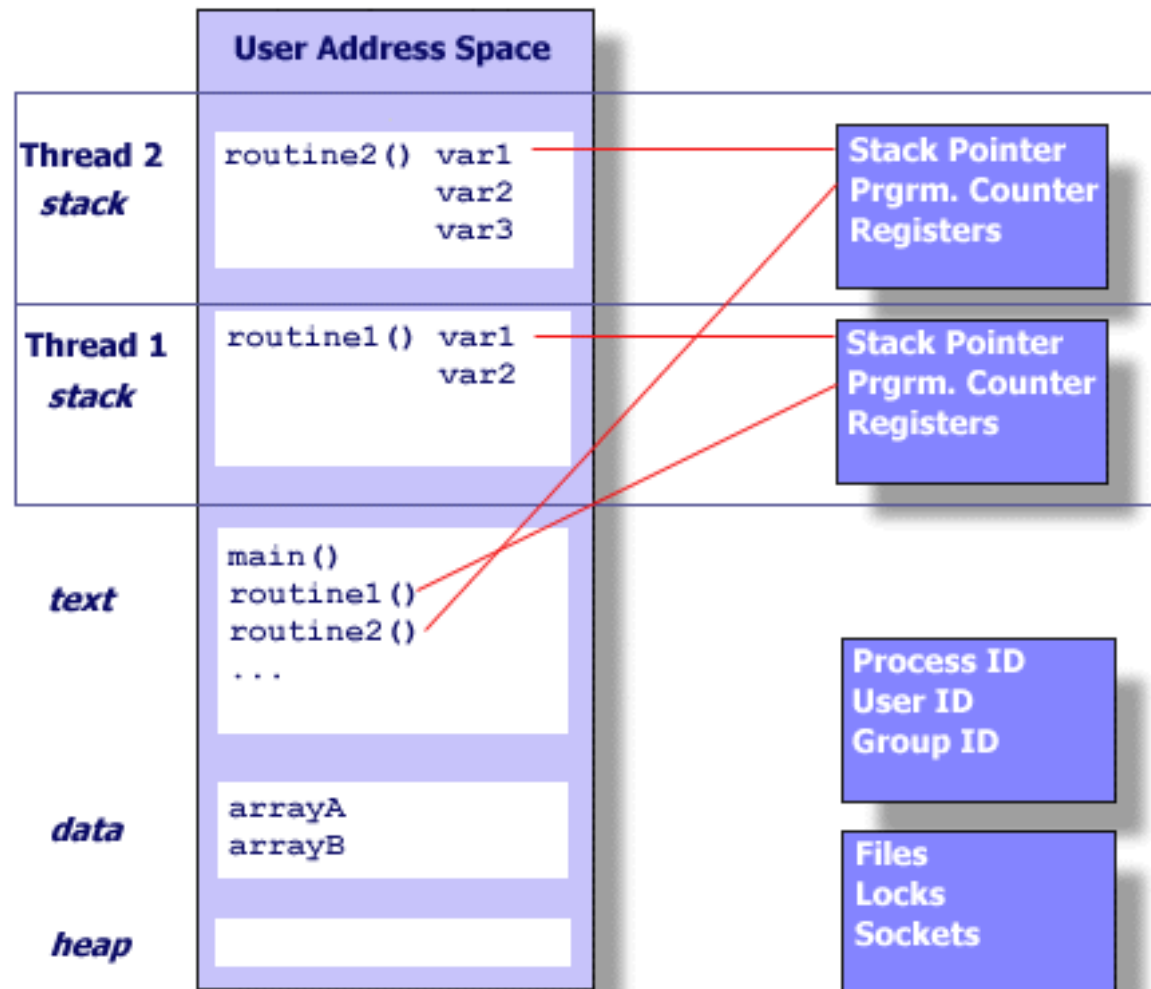 User Address Space
Thread 2
stack
routine2() var1
var2
var3
Stack Pointer
Prgrm. Counter
Registers
Thread 1
stack
routine1() var1
var2
Stack Pointer
Prgrm. Counter
Registers
text
main()
routine1()
routine2()
...
Process ID
User ID
Group ID
data
arrayA
arrayB
Files
Locks
Sockets
heap